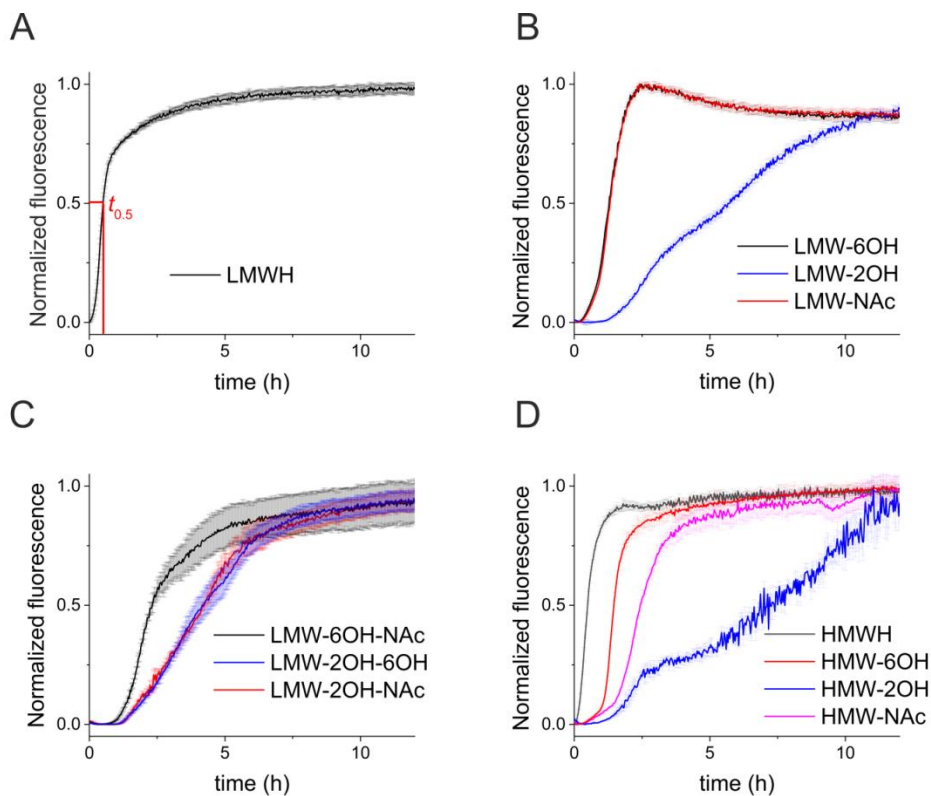 A
Normalized fluorescence
1.0
0.5
0.0
t0.5
LMWH
0 5 10
time (h)
B
Normalized fluorescence
1.0
0.5
0.0
LMW-6OH
LMW-2OH
LMW-NAc
0 5 10
time (h)
C
Normalized fluorescence
1.0
0.5
0.0
LMW-6OH-NAc
LMW-2OH-6OH
LMW-2OH-NAc
0 5 10
time (h)
D
Normalized fluorescence
1.0
0.5
0.0
HMWH
HMW-6OH
HMW-2OH
HMW-NAc
0 5 10
time (h)